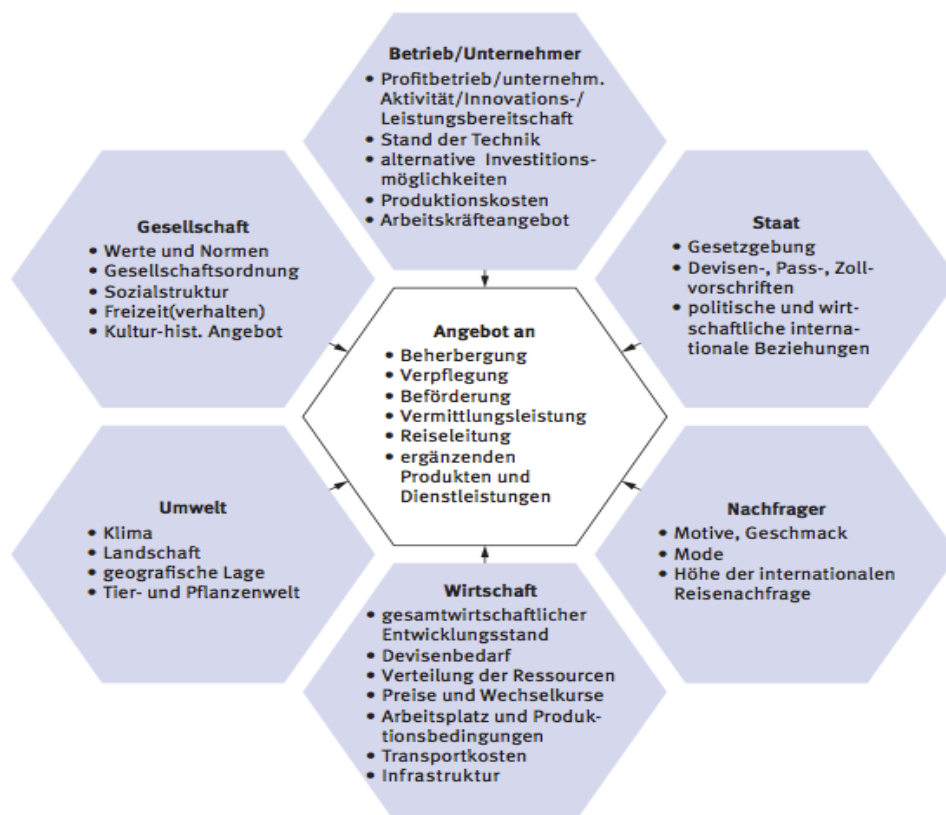 Betrieb/Unternehmer
• Profitbetrieb/unternehm.
Aktivität/Innovations-/
Leistungsbereitschaft
• Stand der Technik
• alternative Investitions-
möglichkeiten
• Produktionskosten
• Arbeitskräfteangebot
Gesellschaft
• Werte und Normen
• Gesellschaftsordnung
• Sozialstruktur
• Freizeit(verhalten)
• Kultur-hist. Angebot
Staat
• Gesetzgebung
• Devisen-, Pass-, Zoll-
vorschriften
• politische und wirt-
schaftliche interna-
tionale Beziehungen
Angebot an
• Beherbergung
• Verpflegung
• Beförderung
• Vermittlungsleistung
• Reiseleitung
• ergänzenden
Produkten und
Dienstleistungen
Umwelt
• Klima
• Landschaft
• geografische Lage
• Tier- und Pflanzenwelt
Nachfrager
• Motive, Geschmack
• Mode
• Höhe der internationalen
Reisenachfrage
Wirtschaft
• gesamtwirtschaftlicher
Entwicklungsstand
• Devisenbedarf
• Verteilung der Ressourcen
• Preise und Wechselkurse
• Arbeitsplatz und Produk-
tionsbedingungen
• Transportkosten
• Infrastruktur